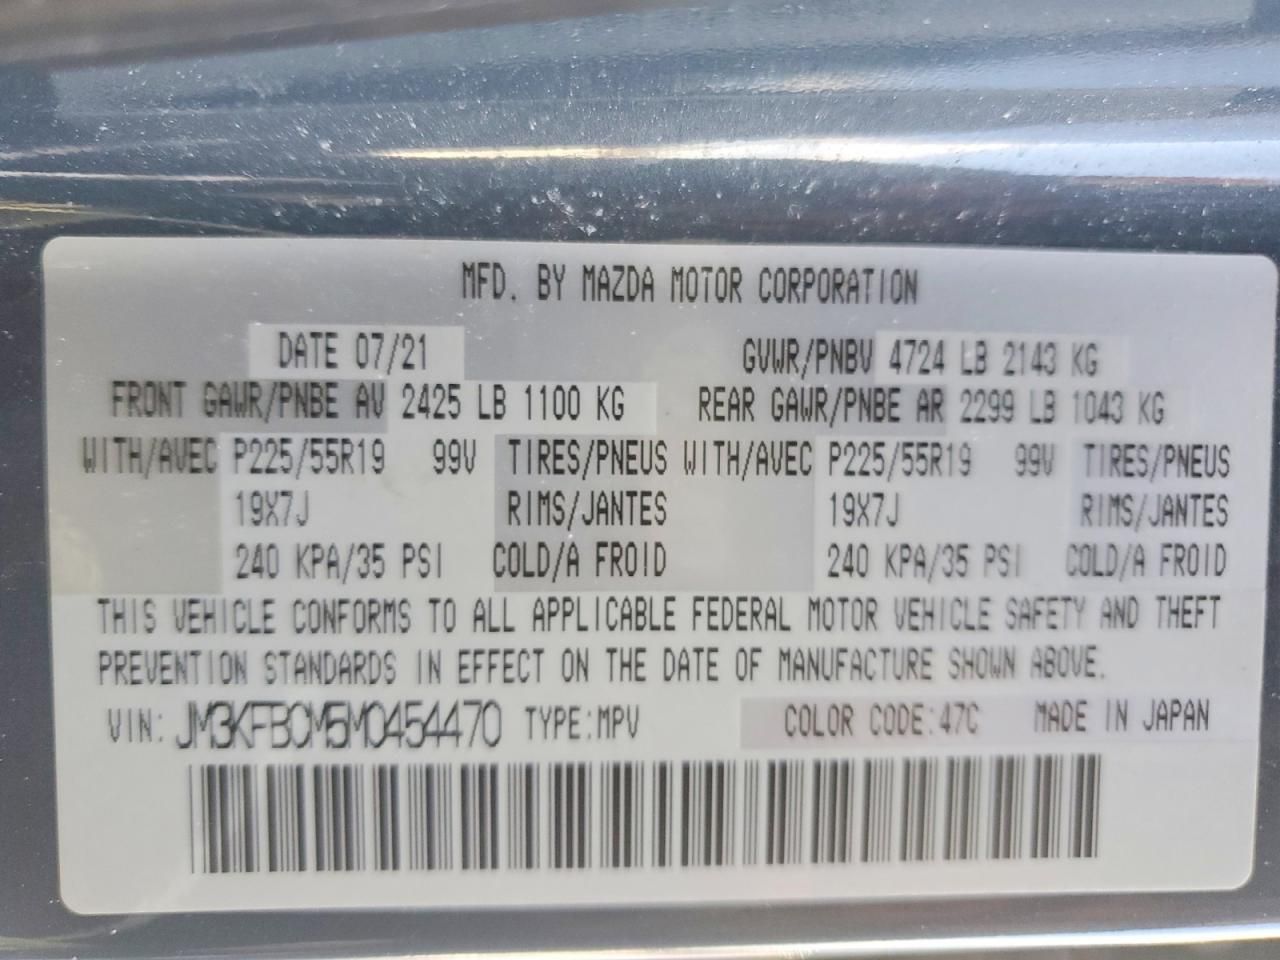 MFD. BY MAZDA MOTOR CORPORATION
DATE 07/21 GVWR/PNBV 4724 LB 2143 KG
FRONT GAWR/PNBE AV 2425 LB 1100 KG REAR GAWR/PNBE AR 2299 LB 1043 KG
WITH/AVEC P225/55R19 99V TIRES/PNEUS WITH/AVEC P225/55R19 99V TIRES/PNEUS
19X7J RIMS/JANTES 19X7J RIMS/JANTES
240 KPA/35 PSI COLD/A FROID 240 KPA/35 PSI COLD/A FROID
THIS VEHICLE CONFORMS TO ALL APPLICABLE FEDERAL MOTOR VEHICLE SAFETY AND THEFT
PREVENTION STANDARDS IN EFFECT ON THE DATE OF MANUFACTURE SHOWN ABOVE.
VIN: JM3KFBCM5M0454470 TYPE:MPV COLOR CODE:47C MADE IN JAPAN